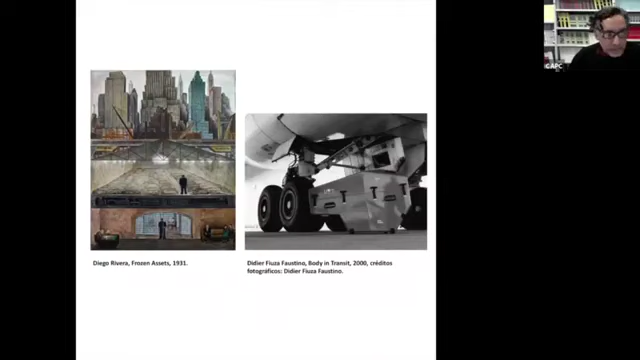 CAPC
Diego Rivera, Frozen Assets, 1931.
Didier Fiuza Faustino, Body in Transit, 2000, créditos
fotográficos: Didier Fiuza Faustino.